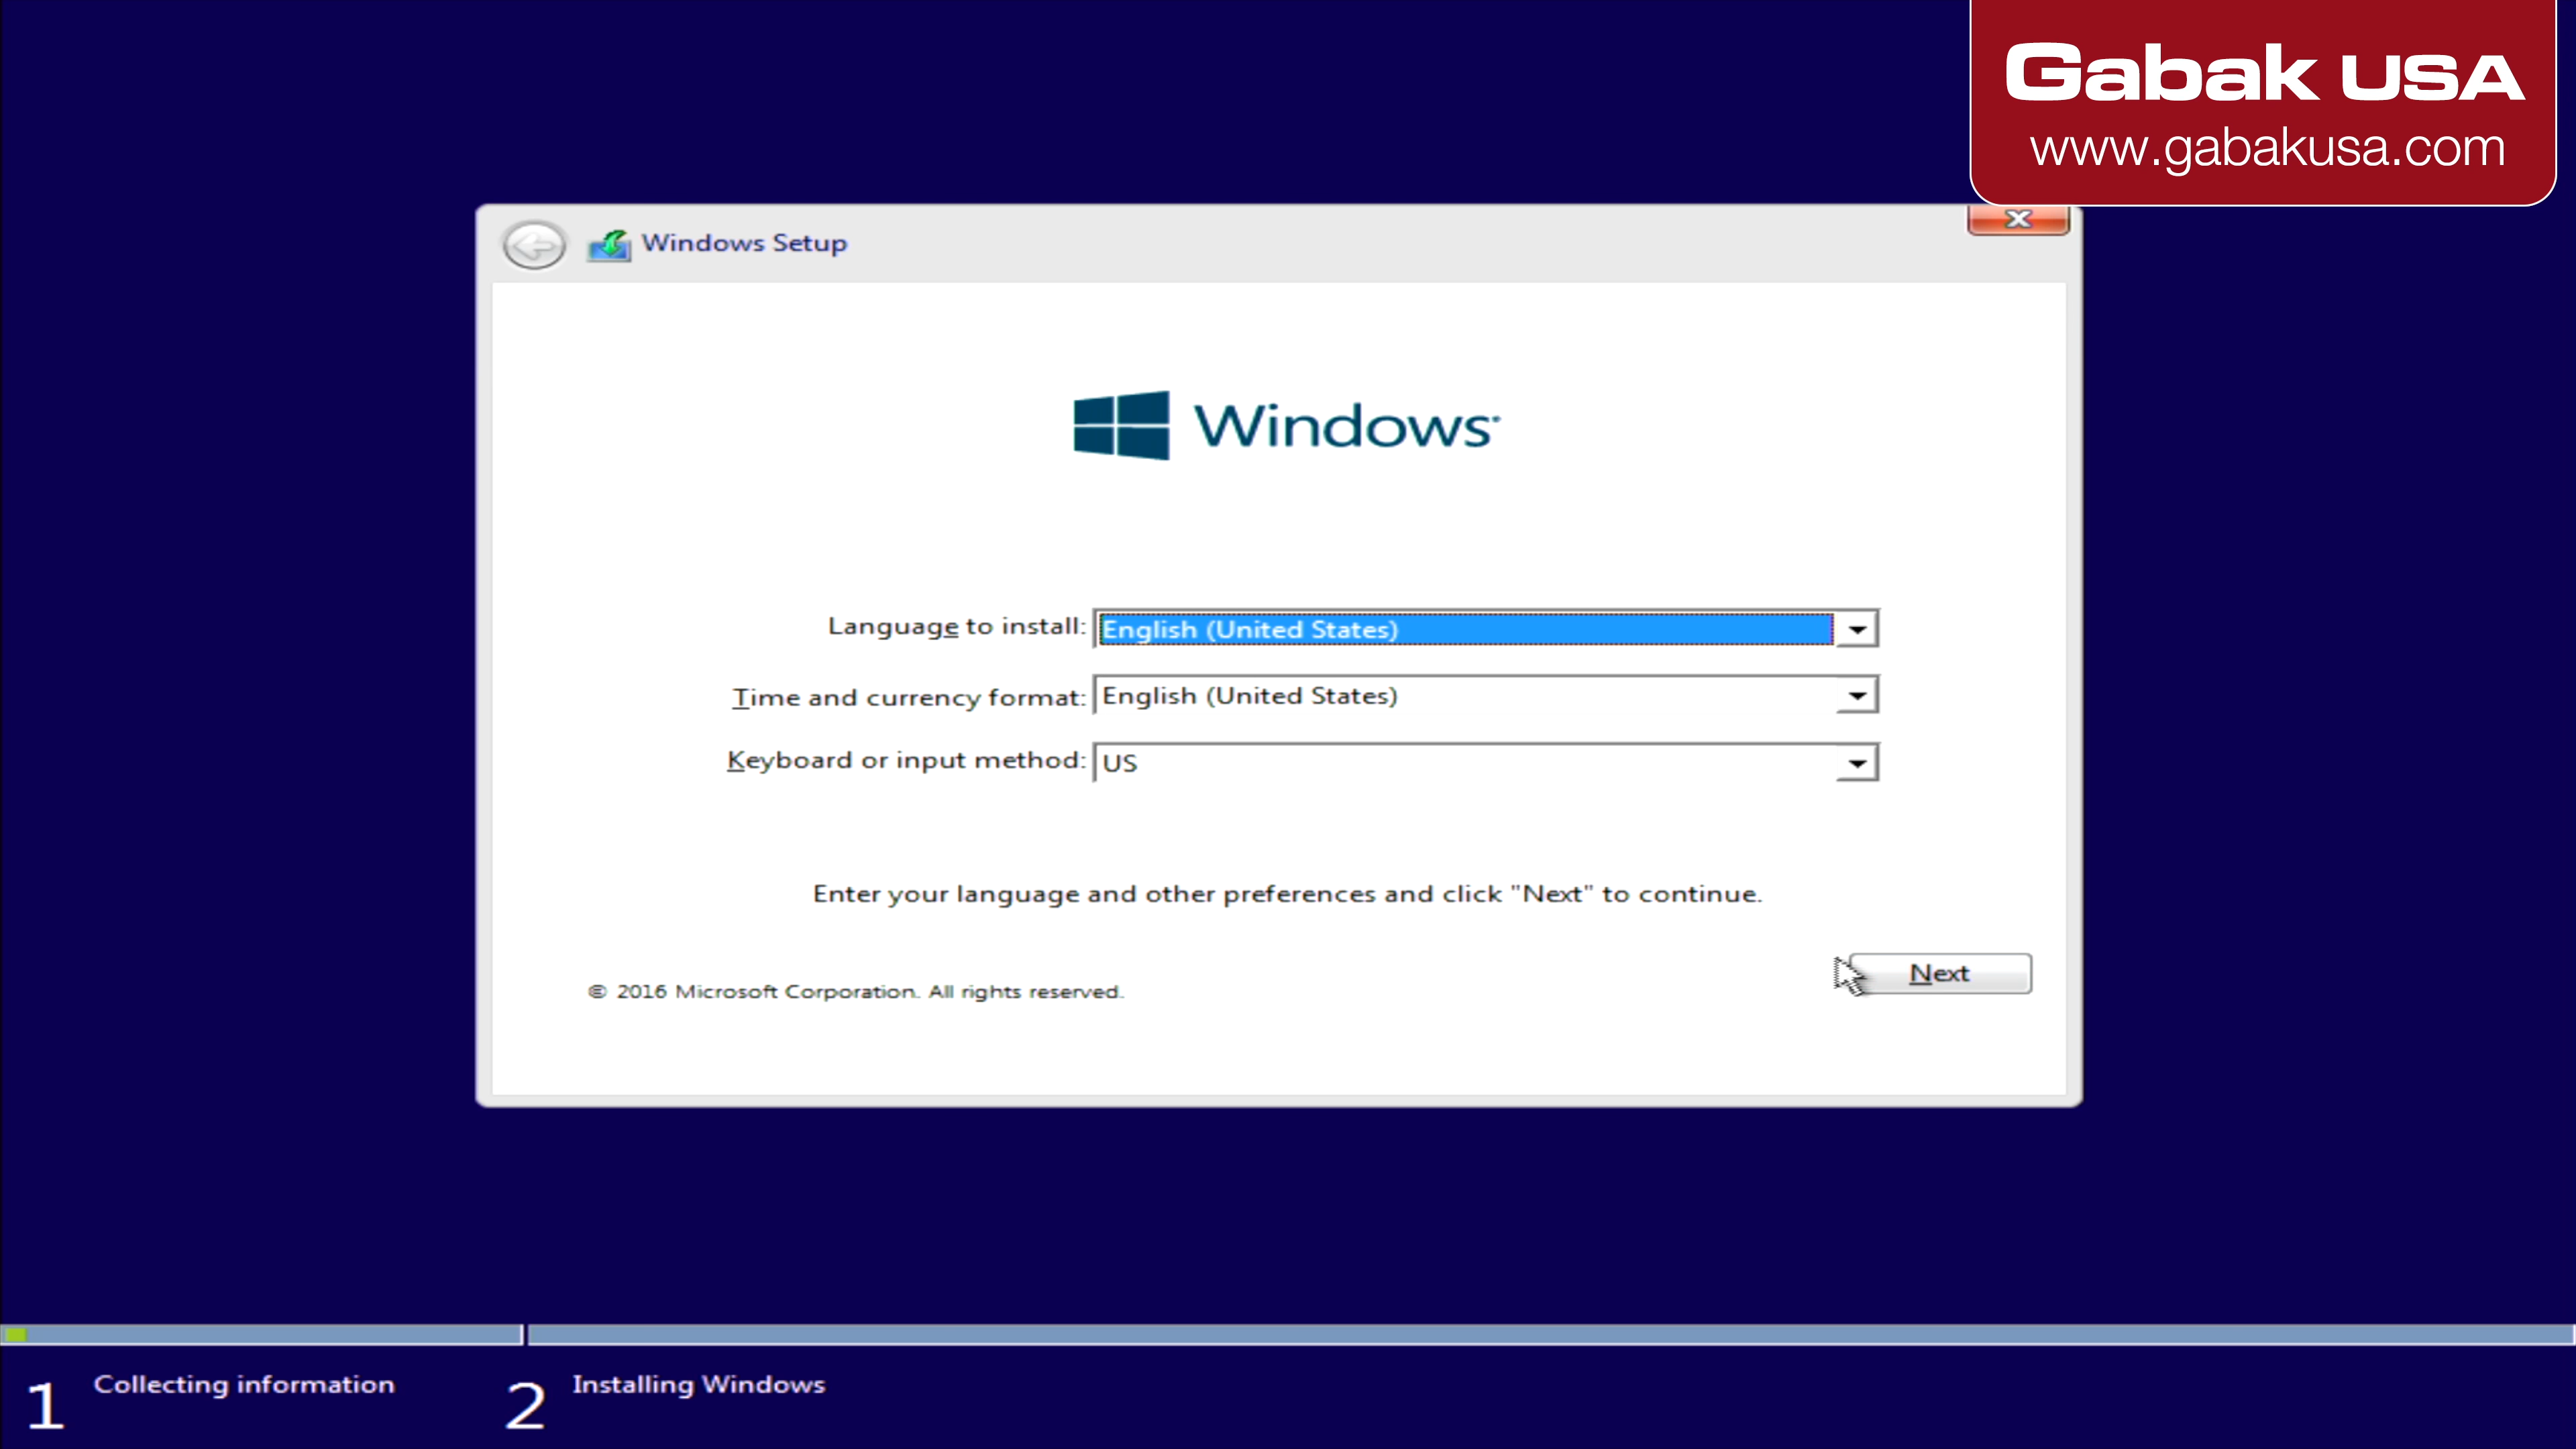 Gabak USA
www.gabakusa.com
Windows Setup
Windows
Language to install: English (United States)
Time and currency format: English (United States)
Keyboard or input method: US
Enter your language and other preferences and click "Next" to continue.
Next
© 2016 Microsoft Corporation. All rights reserved.
1 Collecting information
2 Installing Windows